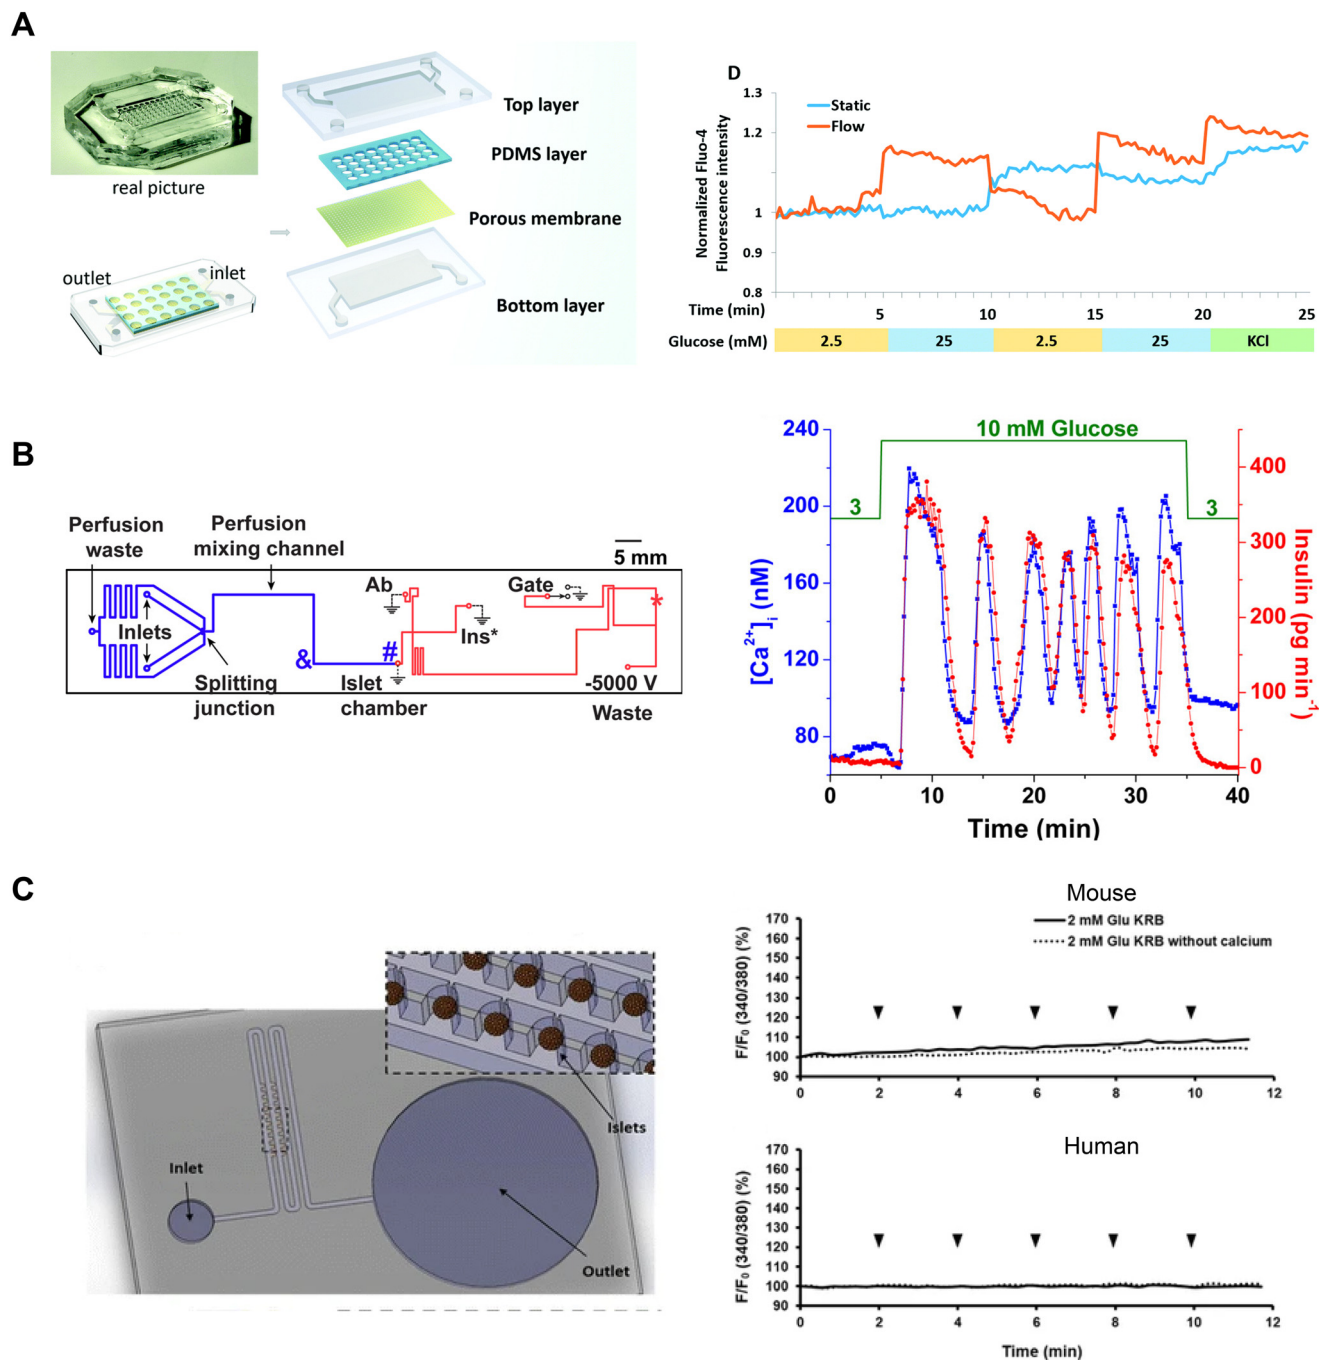 A
real picture
outlet
inlet
Top layer
PDMS layer
Porous membrane
Bottom layer
D
Normalized Fluo-4
Fluorescence intensity
1.3
1.2
1.1
1
0.9
0.8
Static
Flow
Time (min)
5 10 15 20 25
Glucose (mM) 2.5 25 2.5 25 KCl
B
Perfusion
waste
Perfusion
mixing channel
5 mm
Inlets
Splitting
junction
&
#
Islet
chamber
Ab
Ins*
Gate
*
-5000 V
Waste
[Ca²⁺]ᵢ (nM)
240
200
160
120
80
10 mM Glucose
3
3
400
300
200
100
0
Insulin (pg min⁻¹)
0 10 20 30 40
Time (min)
C
Inlet
Islets
Outlet
Mouse
2 mM Glu KRB
2 mM Glu KRB without calcium
F/F₀ (340/380) (%)
170
160
150
140
130
120
110
100
90
0 2 4 6 8 10 12
Human
F/F₀ (340/380) (%)
170
160
150
140
130
120
110
100
90
0 2 4 6 8 10 12
Time (min)